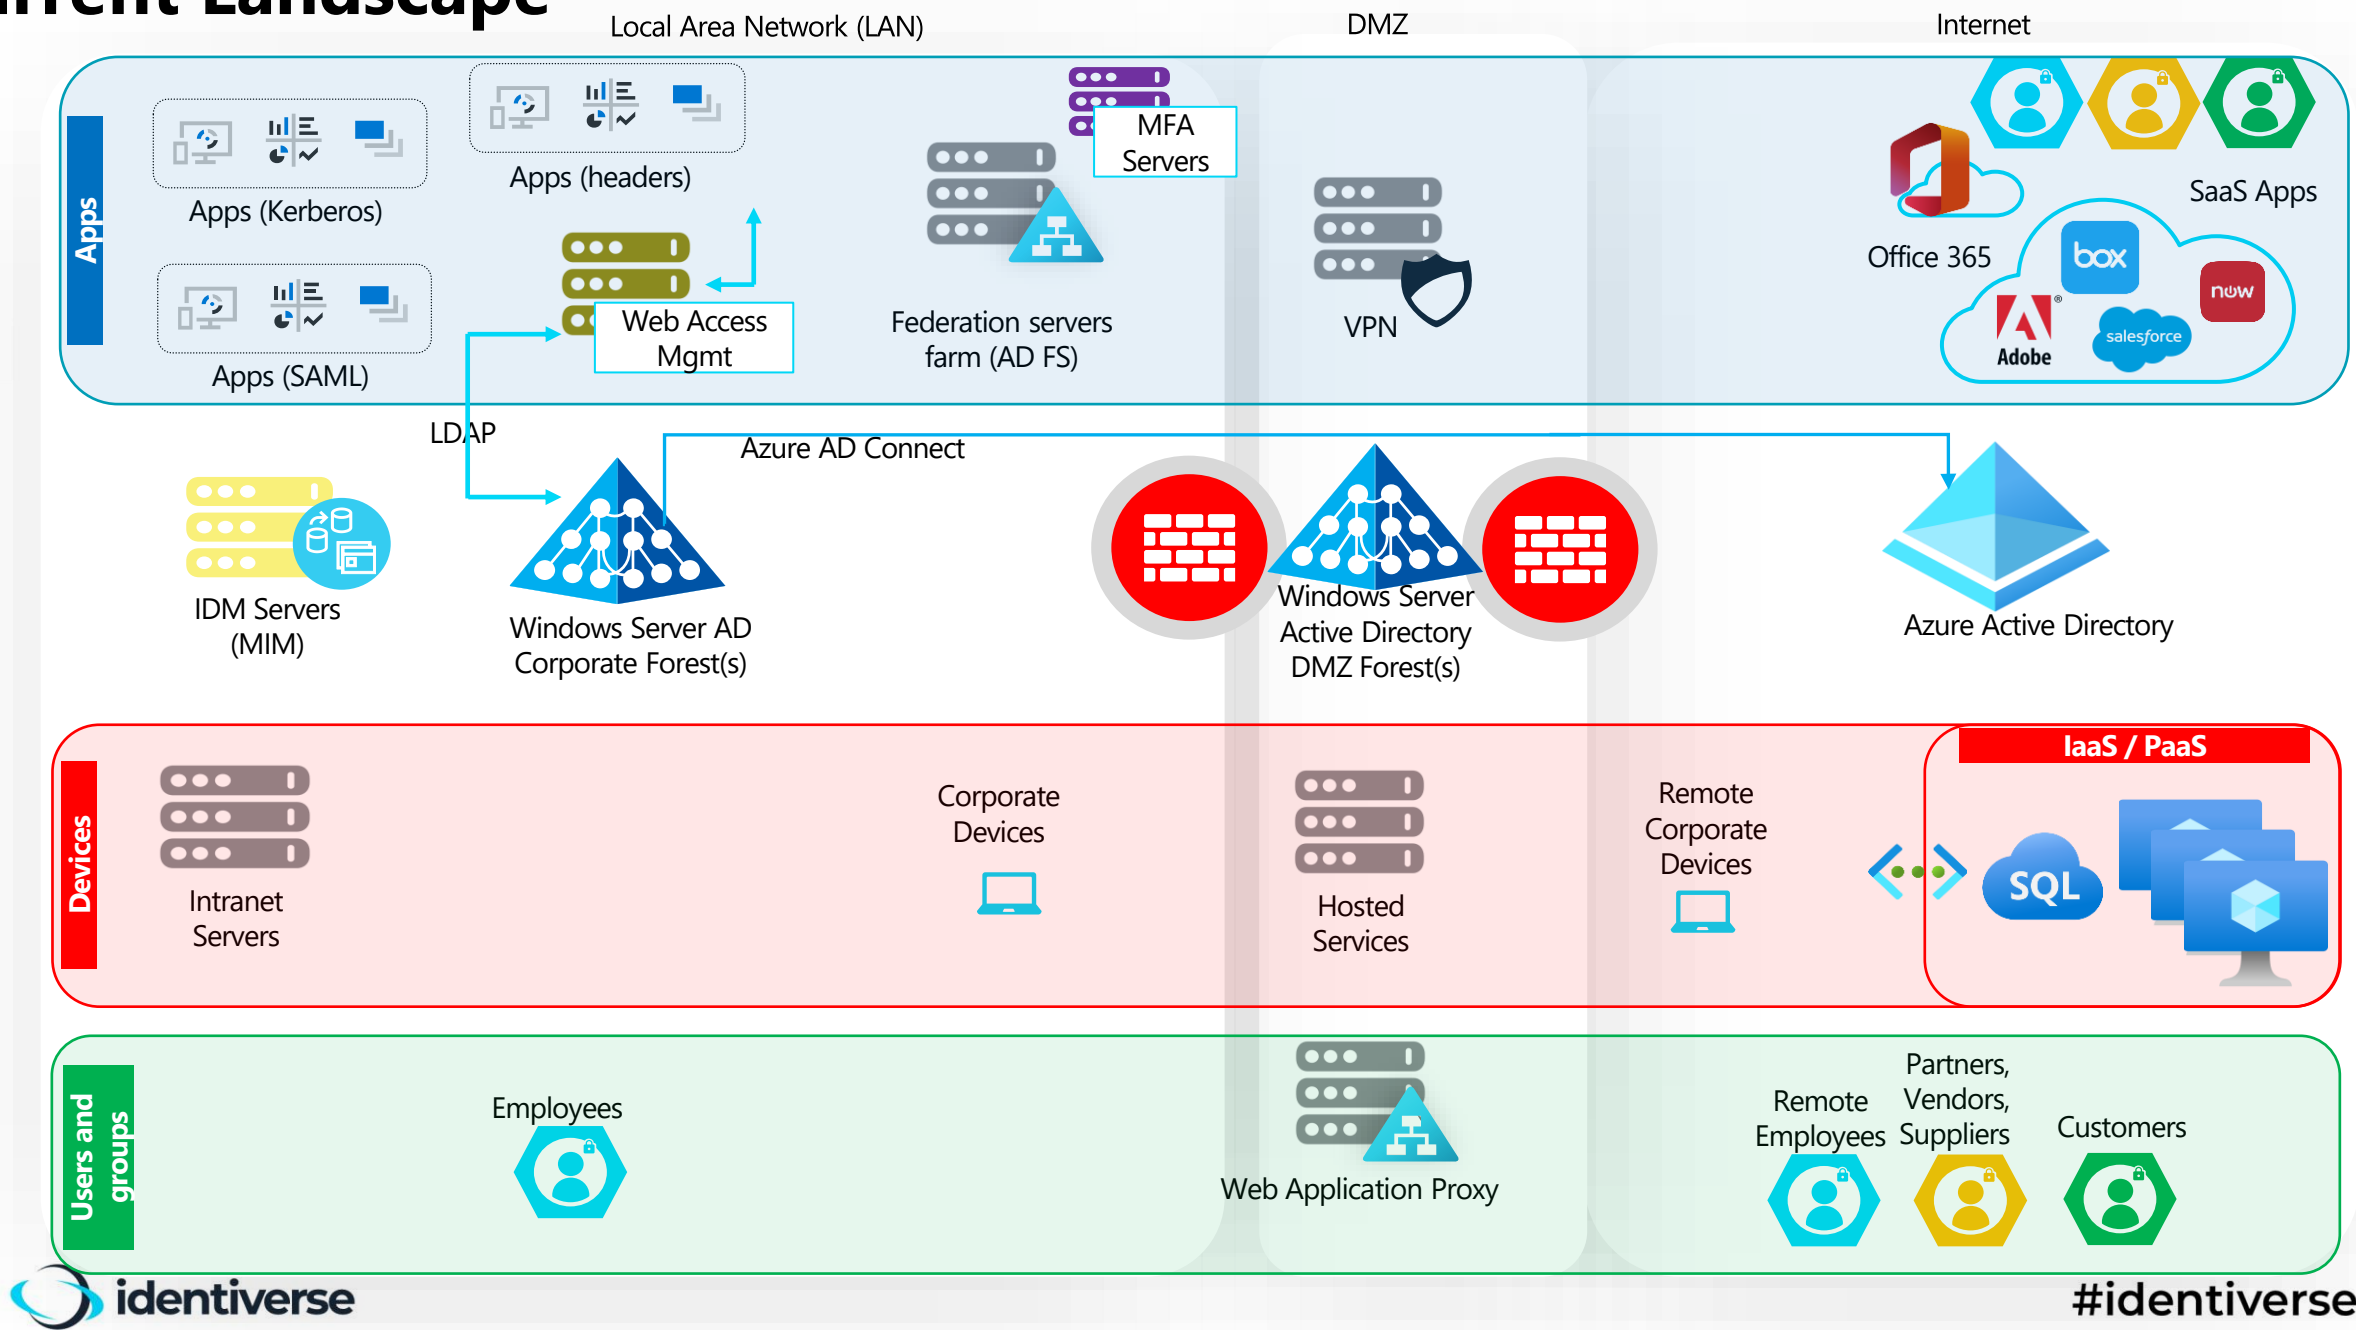 Landscape
Local Area Network (LAN)
DMZ
Internet
Apps
Apps (Kerberos)
Apps (headers)
MFA
Servers
Apps (SAML)
Web Access
Mgmt
Federation servers
farm (AD FS)
VPN
Office 365
SaaS Apps
box
now
Adobe
®
salesforce
LDAP
Azure AD Connect
IDM Servers
(MIM)
Windows Server AD
Corporate Forest(s)
Windows Server
Active Directory
DMZ Forest(s)
Azure Active Directory
Devices
Intranet
Servers
Corporate
Devices
Hosted
Services
Remote
Corporate
Devices
IaaS / PaaS
SQL
Users and
groups
Employees
Web Application Proxy
Remote
Employees
Partners,
Vendors,
Suppliers
Customers
identiverse
#identiverse